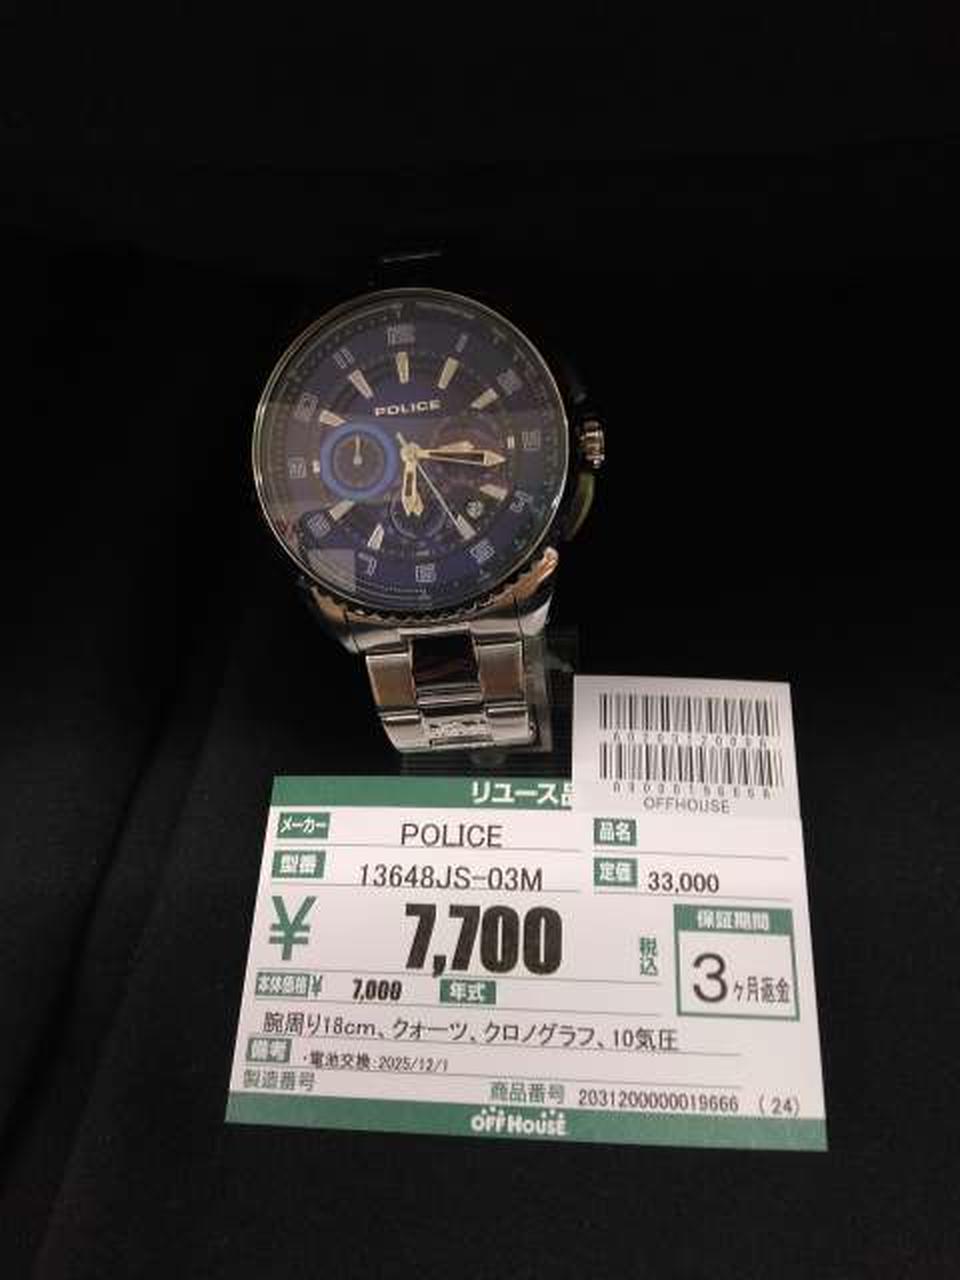 POLICE
OFFHOUSE
リユース品
メーカー POLICE 品名
型番 13648JS-03M 定価 33,000
¥ 7,700 税込
保証期間
3ヶ月返金
本体価格¥ 7,000 年式
腕周り18cm、クォーツ、クロノグラフ、10気圧
備考 ・電池交換:2025/12/1
製造番号
商品番号 2031200000019666 (24)
OFFHOUSE